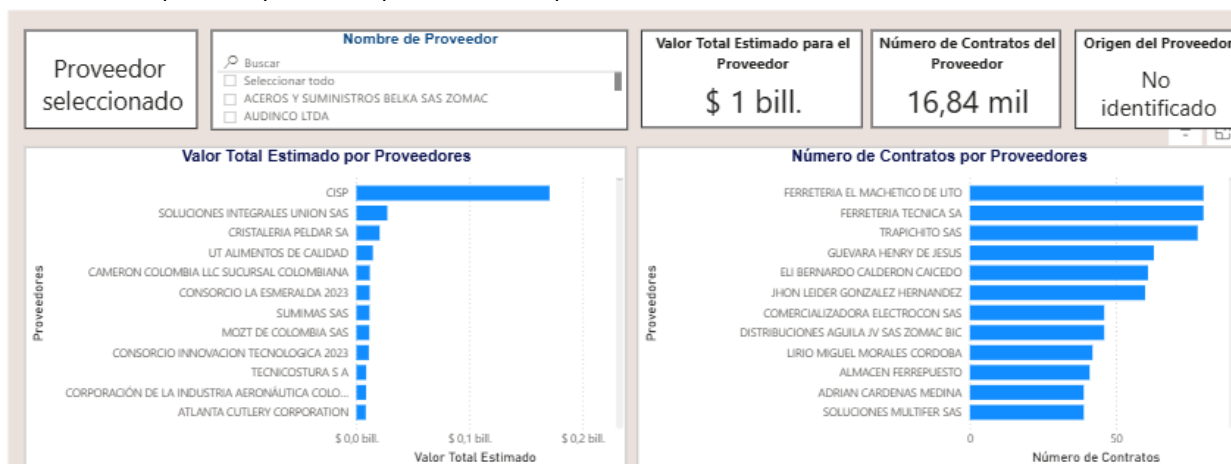 Proveedor
seleccionado
Nombre de Proveedor
Buscar
Seleccionar todo
ACEROS Y SUMINISTROS BELKA SAS ZOMAC
AUDINCO LTDA
Valor Total Estimado para el
Proveedor
$ 1 bill.
Número de Contratos del
Proveedor
16,84 mil
Origen del Proveedor
No
identificado
Valor Total Estimado por Proveedores
Proveedores
CISP
SOLUCIONES INTEGRALES UNION SAS
CRISTALERIA PELDAR SA
UT ALIMENTOS DE CALIDAD
CAMERON COLOMBIA LLC SUCURSAL COLOMBIANA
CONSORCIO LA ESMERALDA 2023
SUMIMAS SAS
MOZT DE COLOMBIA SAS
CONSORCIO INNOVACION TECNOLOGICA 2023
TECNICOSTURA S A
CORPORACIÓN DE LA INDUSTRIA AERONÁUTICA COLO...
ATLANTA CUTLERY CORPORATION
$ 0,0 bill. $ 0,1 bill. $ 0,2 bill.
Valor Total Estimado
Número de Contratos por Proveedores
Proveedores
FERRETERIA EL MACHETICO DE LITO
FERRETERIA TECNICA SA
TRAPICHITO SAS
GUEVARA HENRY DE JESUS
ELI BERNARDO CALDERON CAICEDO
JHON LEIDER GONZALEZ HERNANDEZ
COMERCIALIZADORA ELECTROCON SAS
DISTRIBUCIONES AGUILA JV SAS ZOMAC BIC
LIRIO MIGUEL MORALES CORDOBA
ALMACEN FERREPUESTO
ADRIAN CARDENAS MEDINA
SOLUCIONES MULTIFER SAS
0 50
Número de Contratos